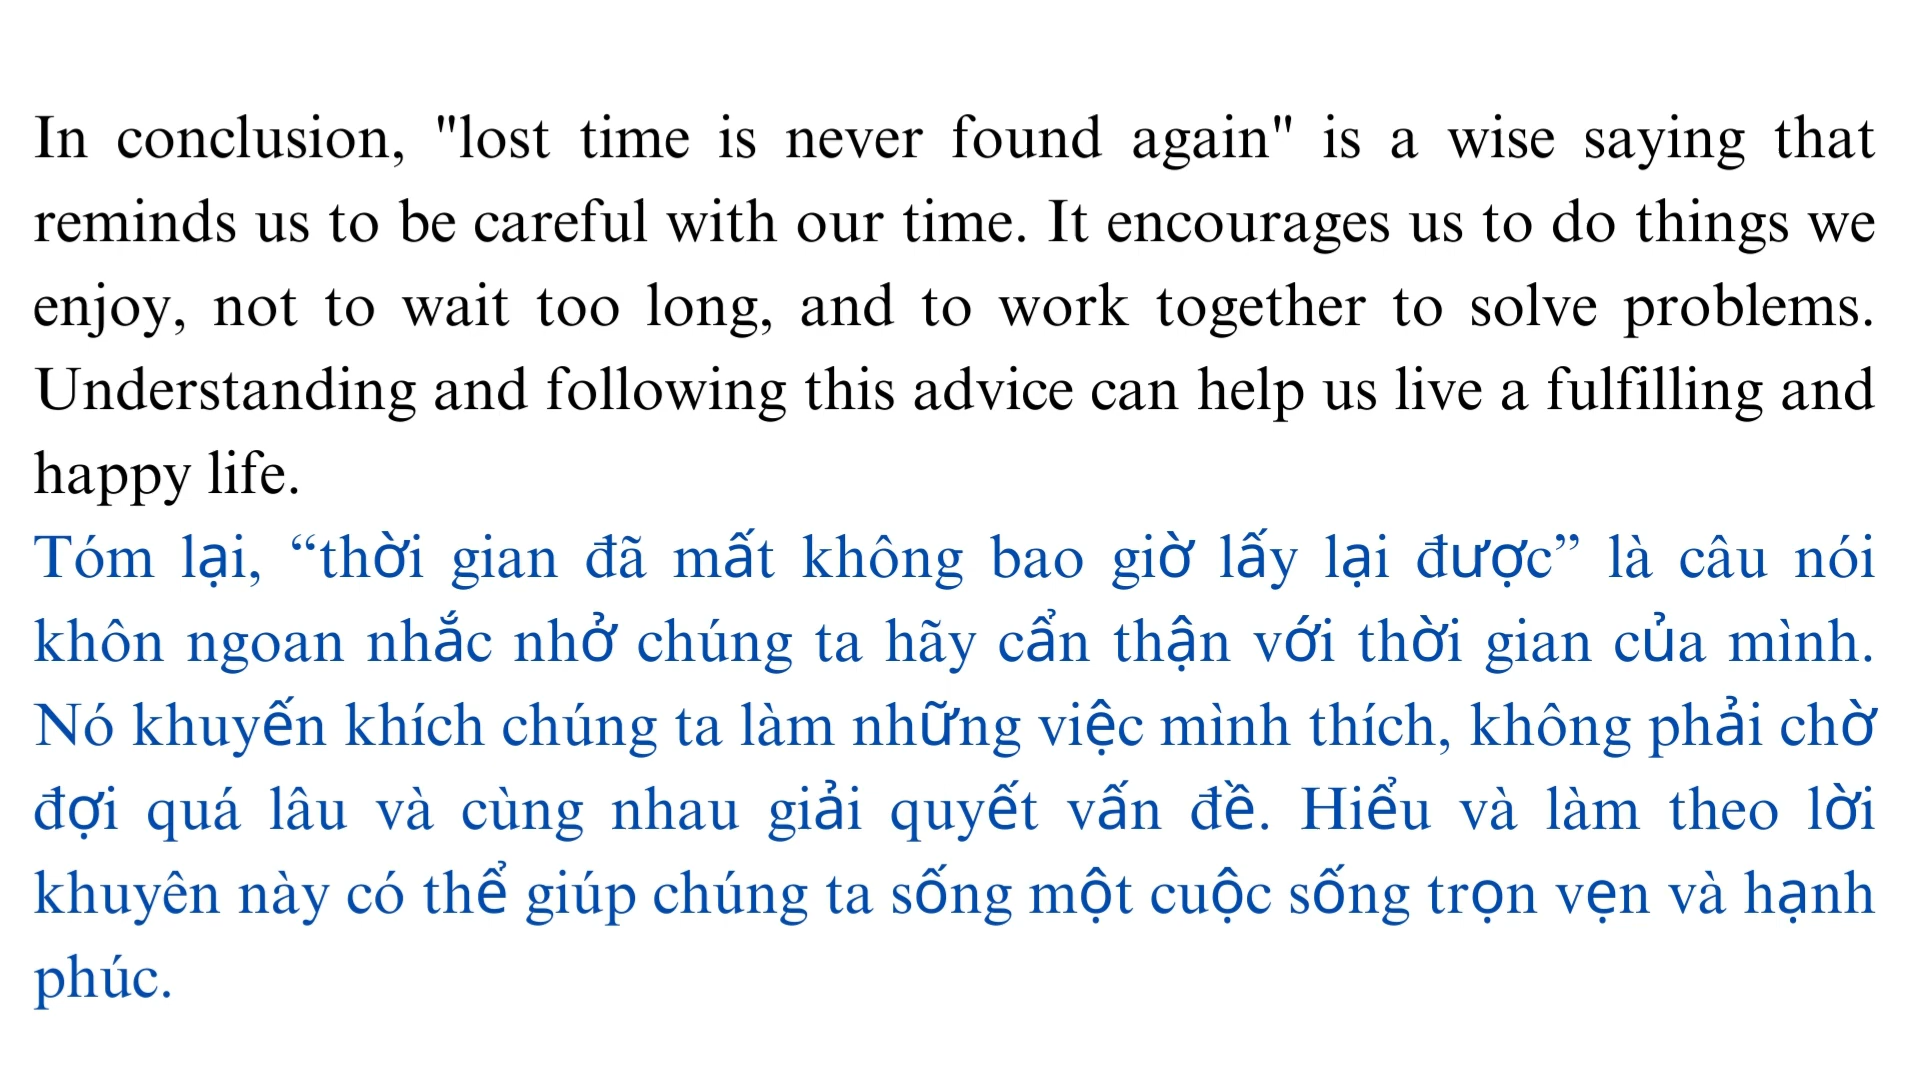 In conclusion, "lost time is never found again" is a wise saying that
reminds us to be careful with our time. It encourages us to do things we
enjoy, not to wait too long, and to work together to solve problems.
Understanding and following this advice can help us live a fulfilling and
happy life.
Tóm lại, “thời gian đã mất không bao giờ lấy lại được” là câu nói
khôn ngoan nhắc nhở chúng ta hãy cẩn thận với thời gian của mình.
Nó khuyến khích chúng ta làm những việc mình thích, không phải chờ
đợi quá lâu và cùng nhau giải quyết vấn đề. Hiểu và làm theo lời
khuyên này có thể giúp chúng ta sống một cuộc sống trọn vẹn và hạnh
phúc.